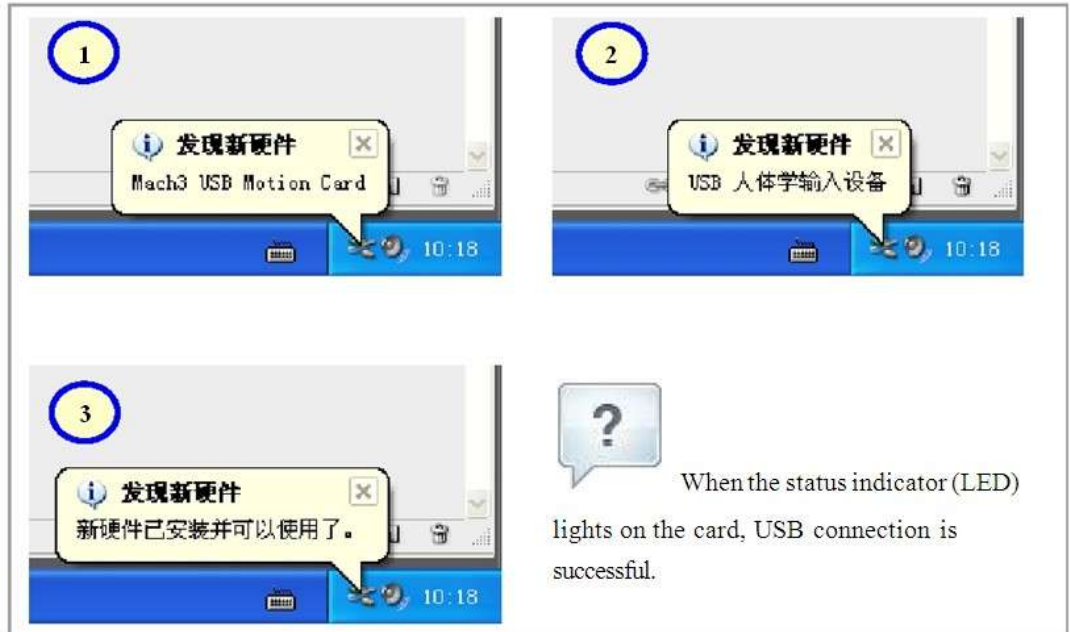 1
发现新硬件
Mach3 USB Motion Card
10:18
2
发现新硬件
USB 人体学输入设备
10:18
3
发现新硬件
新硬件已安装并可以使用了。
10:18
?
When the status indicator (LED)
lights on the card, USB connection is
successful.